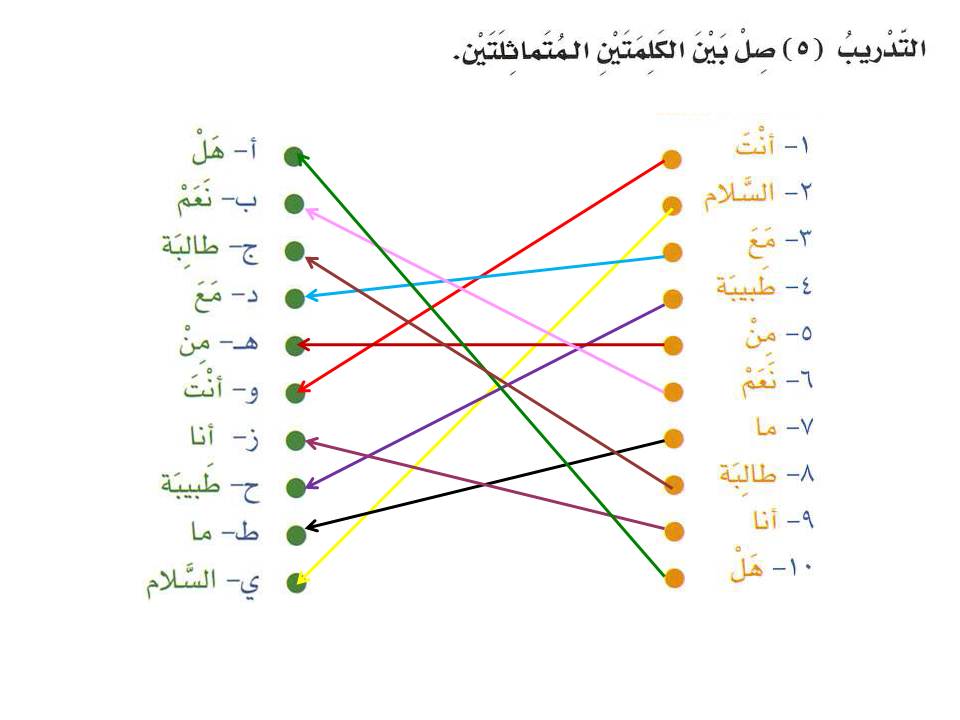 التّدْريبُ (٥) صِلْ بَيْنَ الكَلِمَتَيْنِ المُتَماثِلَتَيْن.
١- أنْتَ
٢- السَّلام
٣- مَعَ
٤- طَبيبَة
٥- مِنْ
٦- نَعَمْ
٧- ما
٨- طالِبَة
٩- أنا
١٠- هَلْ
أ- هَلْ
ب- نَعَمْ
ج- طالِبَة
د- مَعَ
هـ- مِنْ
و- أنْتَ
ز- أنا
ح- طَبيبَة
ط- ما
ي- السَّلام